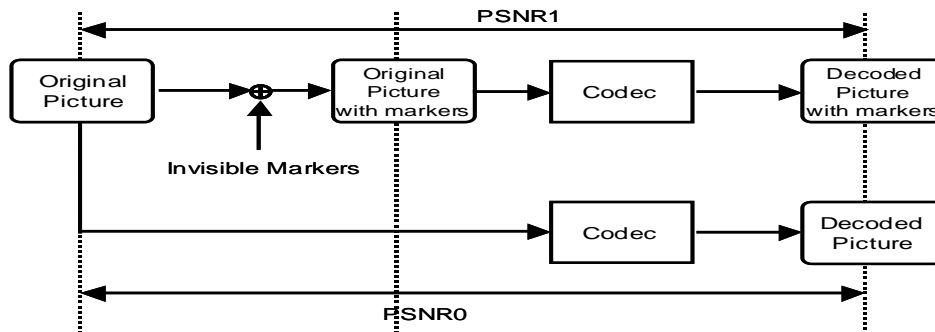 PSNR1
Original
Picture
Original
Picture
with markers
Codec
Decoded
Picture
with markers
Invisible Markers
Codec
Decoded
Picture
PSNR0